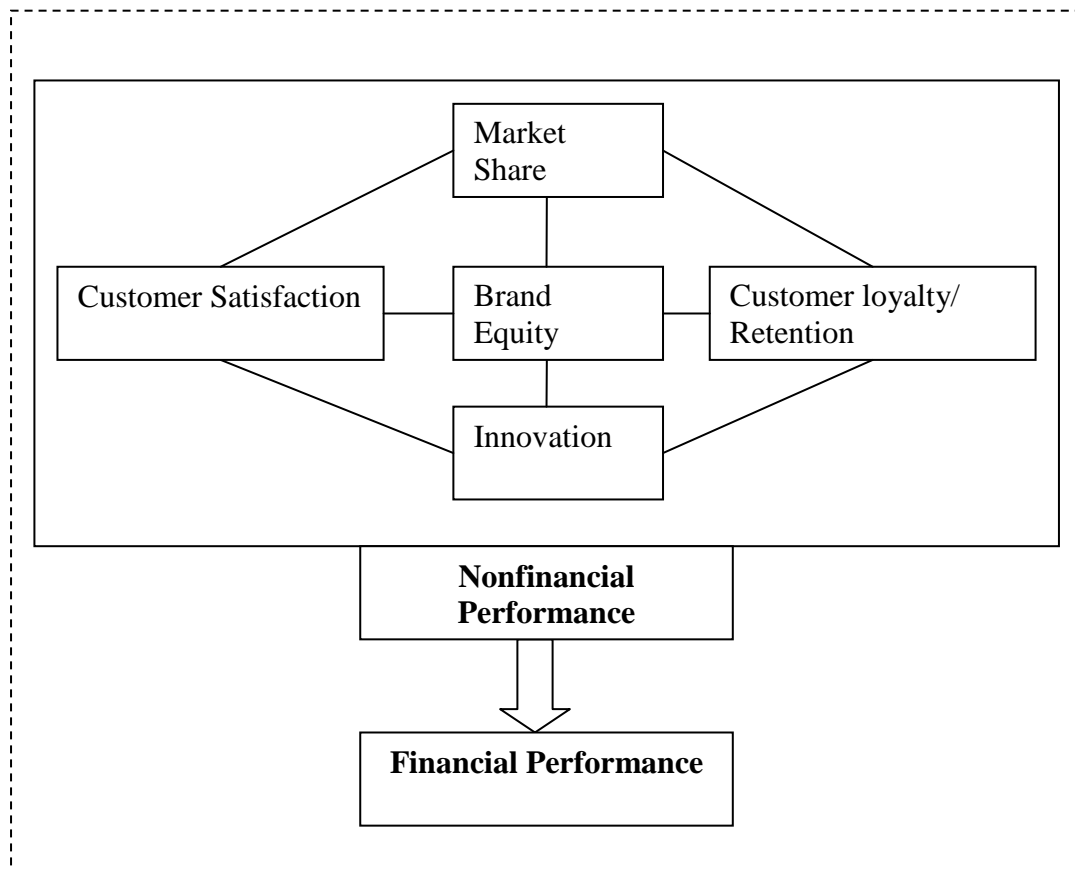 Market
Share
Customer Satisfaction
Brand
Equity
Customer loyalty/
Retention
Innovation
Nonfinancial
Performance
Financial Performance